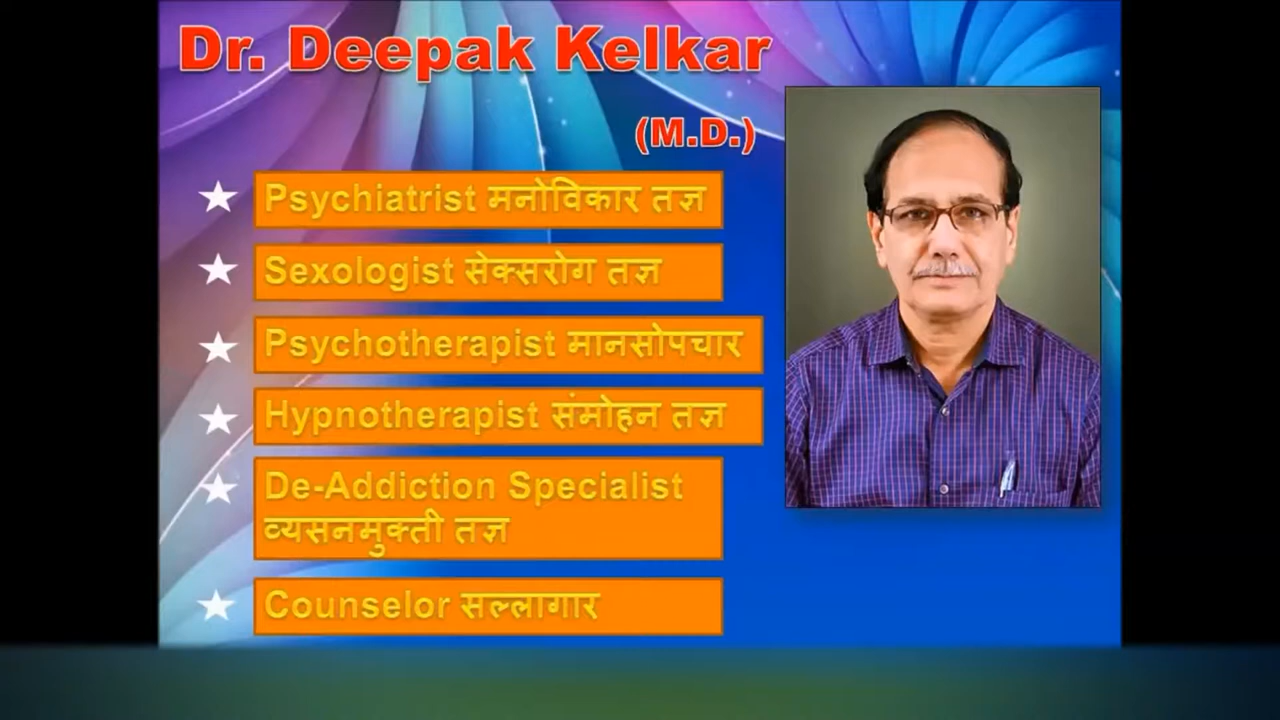 Dr. Deepak Kelkar
(M.D.)
Psychiatrist मनोविकार तज्ञ
Sexologist सेक्सरोग तज्ञ
Psychotherapist मानसोपचार
Hypnotherapist संमोहन तज्ञ
De-Addiction Specialist
व्यसनमुक्ती तज्ञ
Counselor सल्लागार